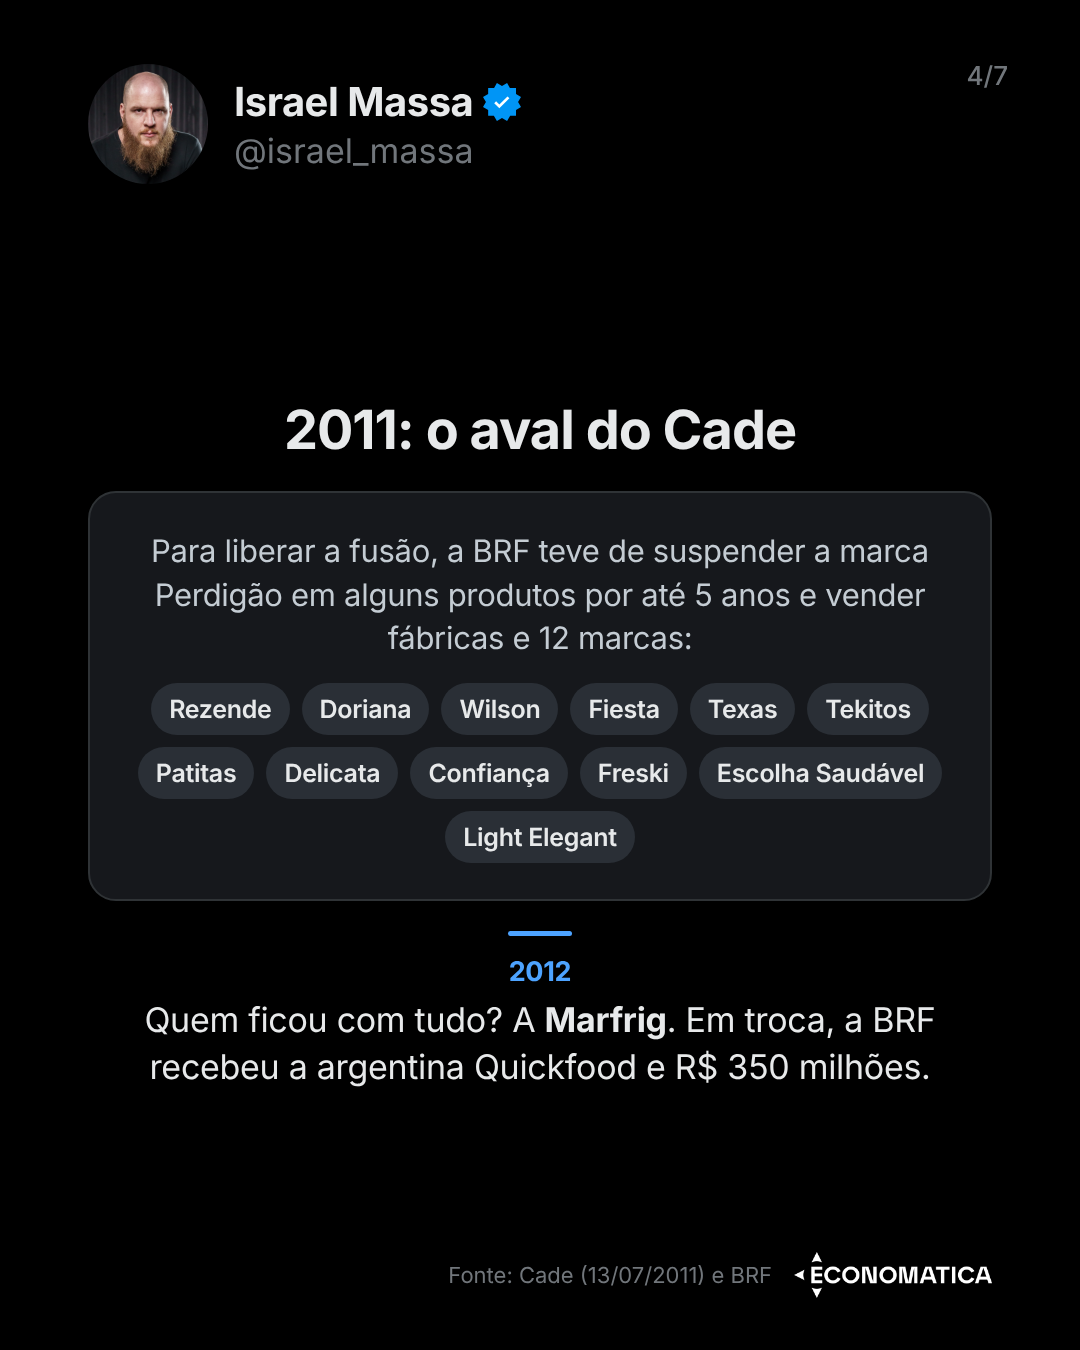 Israel Massa
@israel_massa
4/7
2011: o aval do Cade
Para liberar a fusão, a BRF teve de suspender a marca
Perdigão em alguns produtos por até 5 anos e vender
fábricas e 12 marcas:
Rezende Doriana Wilson Fiesta Texas Tekitos
Patitas Delicata Confiança Freski Escolha Saudável
Light Elegant
2012
Quem ficou com tudo? A Marfrig. Em troca, a BRF
recebeu a argentina Quickfood e R$ 350 milhões.
Fonte: Cade (13/07/2011) e BRF ECONOMATICA